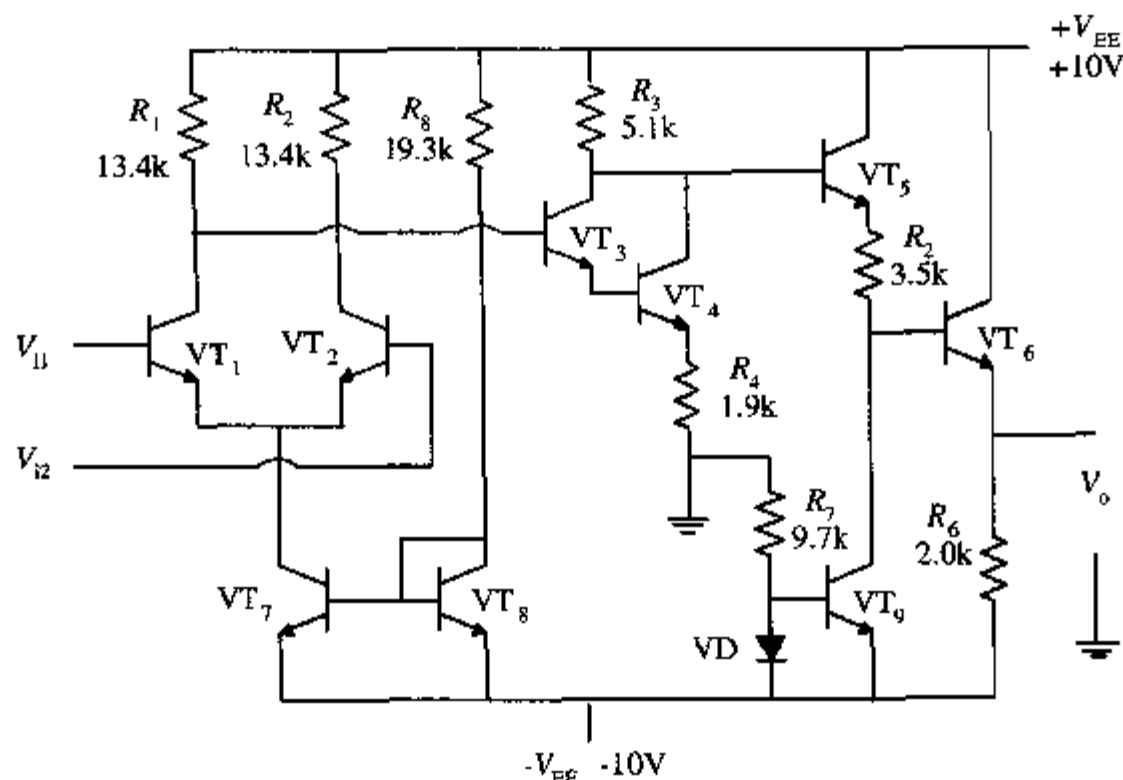 +V_EE
+10V
R_1
13.4k
R_2
13.4k
R_8
19.3k
R_3
5.1k
VT_5
VT_3
R_2
3.5k
VT_4
VT_6
V_i1
VT_1
VT_2
R_4
1.9k
V_i2
V_o
R_7
9.7k
R_6
2.0k
VT_7
VT_8
VT_9
VD
-V_EE -10V